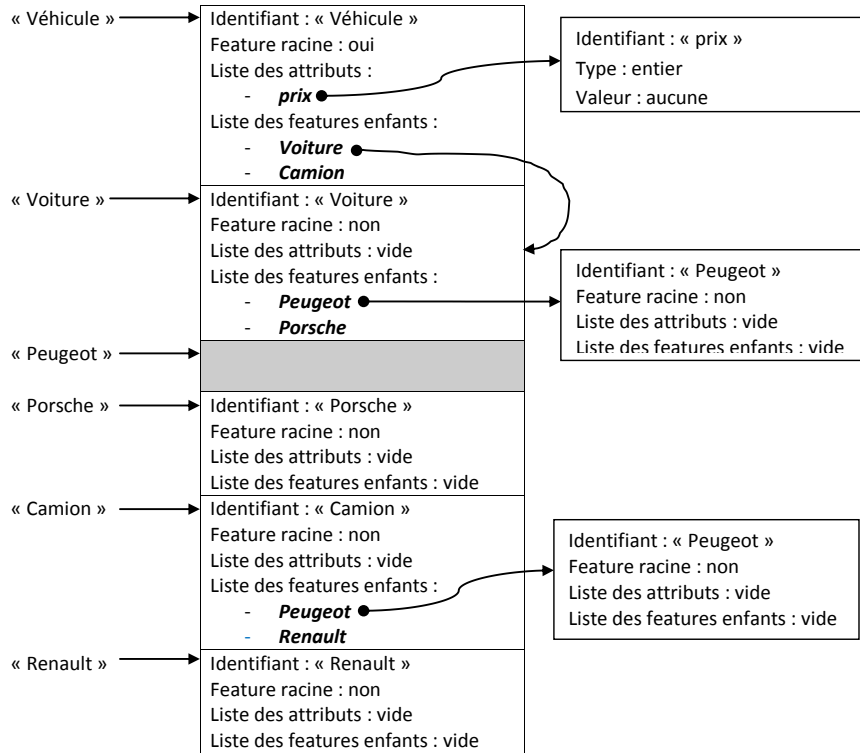 « Véhicule »
Identifiant : « Véhicule »
Feature racine : oui
Liste des attributs :
- prix
Liste des features enfants :
- Voiture
- Camion
Identifiant : « prix »
Type : entier
Valeur : aucune
« Voiture »
Identifiant : « Voiture »
Feature racine : non
Liste des attributs : vide
Liste des features enfants :
- Peugeot
- Porsche
Identifiant : « Peugeot »
Feature racine : non
Liste des attributs : vide
Liste des features enfants : vide
« Peugeot »
« Porsche »
Identifiant : « Porsche »
Feature racine : non
Liste des attributs : vide
Liste des features enfants : vide
« Camion »
Identifiant : « Camion »
Feature racine : non
Liste des attributs : vide
Liste des features enfants :
- Peugeot
- Renault
Identifiant : « Peugeot »
Feature racine : non
Liste des attributs : vide
Liste des features enfants : vide
« Renault »
Identifiant : « Renault »
Feature racine : non
Liste des attributs : vide
Liste des features enfants : vide